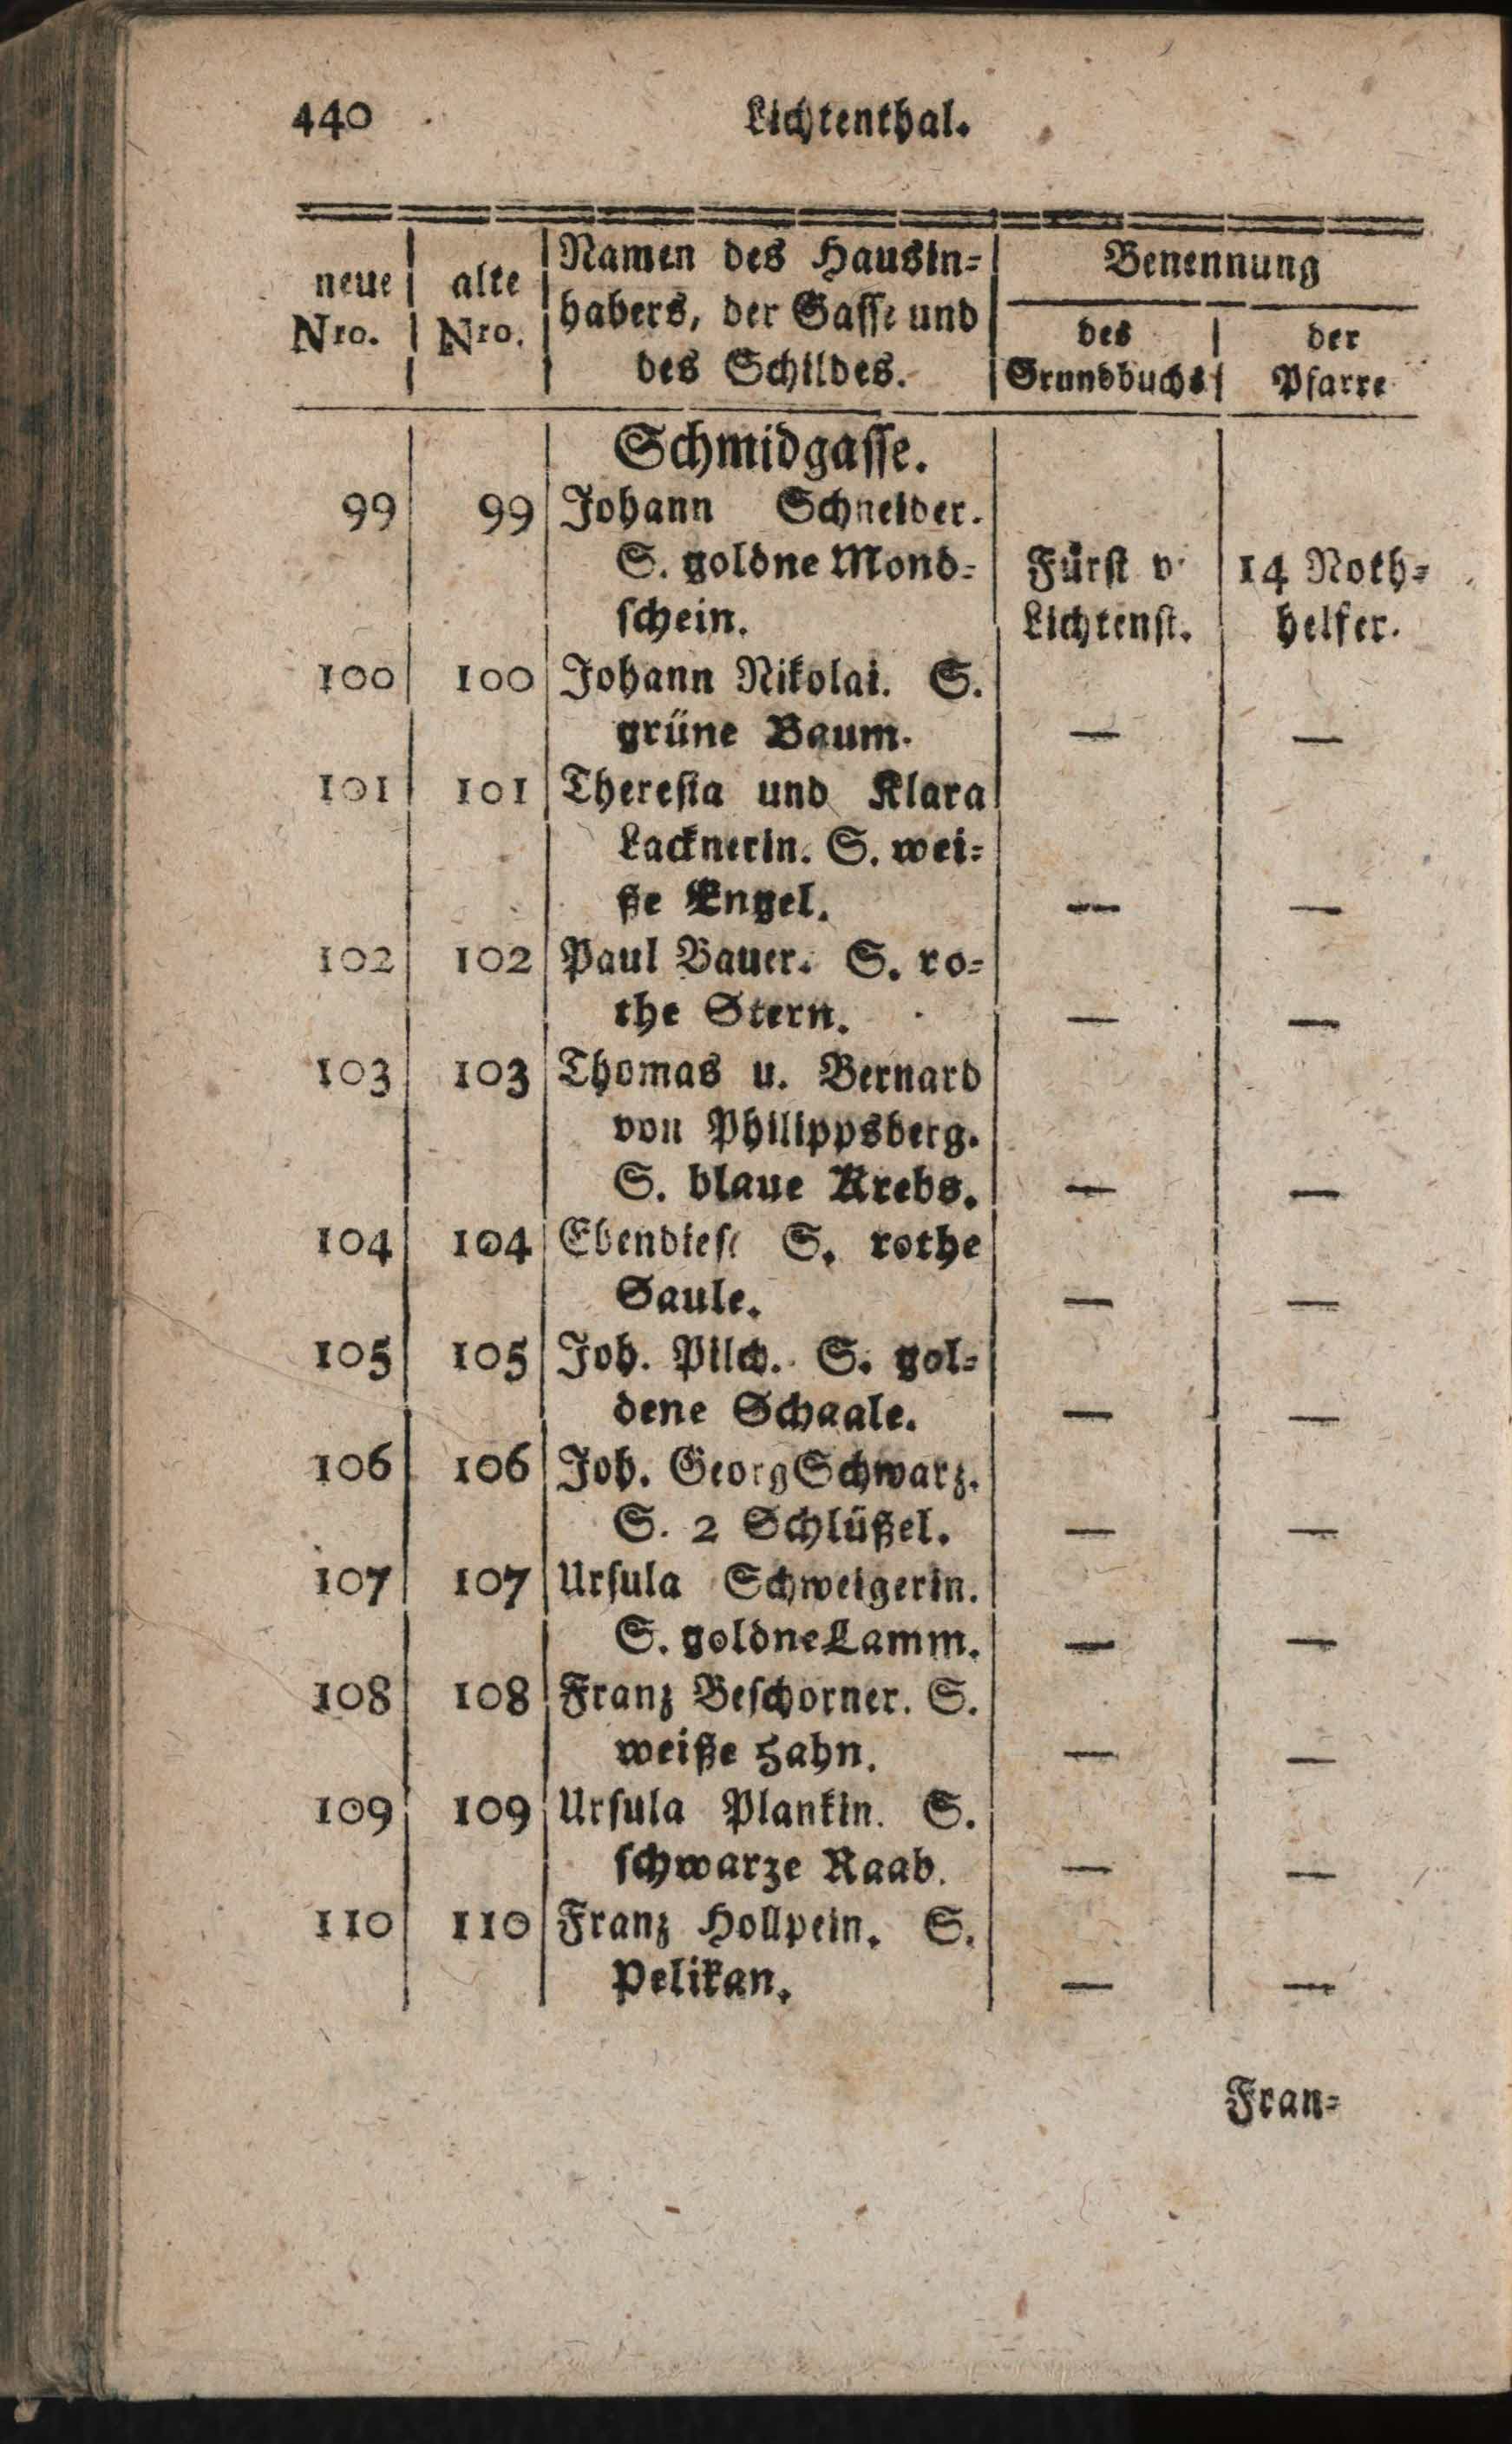 440 Lichtenthal.
neue Nro. alte Nro. Namen des Hausin- habers, der Gasse und des Schildes. Benennung
des Grundbuchs der Pfarre
Schmidgasse.
99 99 Johann Schneider.
S. goldne Mond- Fürst v. 14 Noth-
schein. Lichtenst. helfer.
100 100 Johann Nikolai. S.
grüne Baum. — —
101 101 Theresia und Klara
Lacknerin. S. wei-
ße Engel. — —
102 102 Paul Bauer. S. ro-
the Stern. — —
103 103 Thomas u. Bernard
von Philippsberg.
S. blaue Krebs. — —
104 104 Ebendiese S. rothe
Saule. — —
105 105 Joh. Pilch. S. gol-
dene Schaale. — —
106 106 Joh. Georg Schwarz.
S. 2 Schlüßel. — —
107 107 Ursula Schweigerin.
S. goldne Lamm. — —
108 108 Franz Beschorner. S.
weiße Hahn. — —
109 109 Ursula Plankin. S.
schwarze Raab. — —
110 110 Franz Hollpein. S.
Pelikan. — —
Fran-